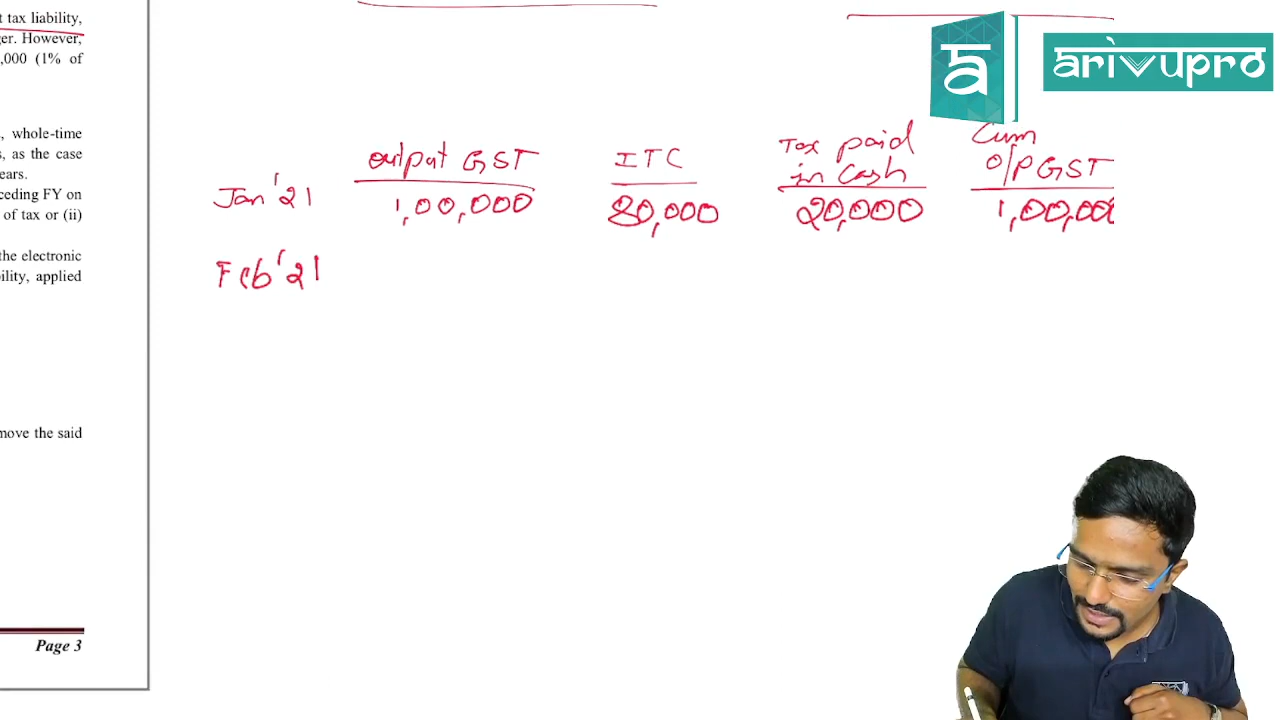 t tax liability,
ger. However,
,000 (1% of
, whole-time
s, as the case
ears.
ceding FY on
of tax or (ii)
the electronic
bility, applied
move the said
Page 3
arivupro
output GST ITC Tax paid in Cash Cum O/P GST
Jan'21 1,00,000 80,000 20,000 1,00,000
Feb'21